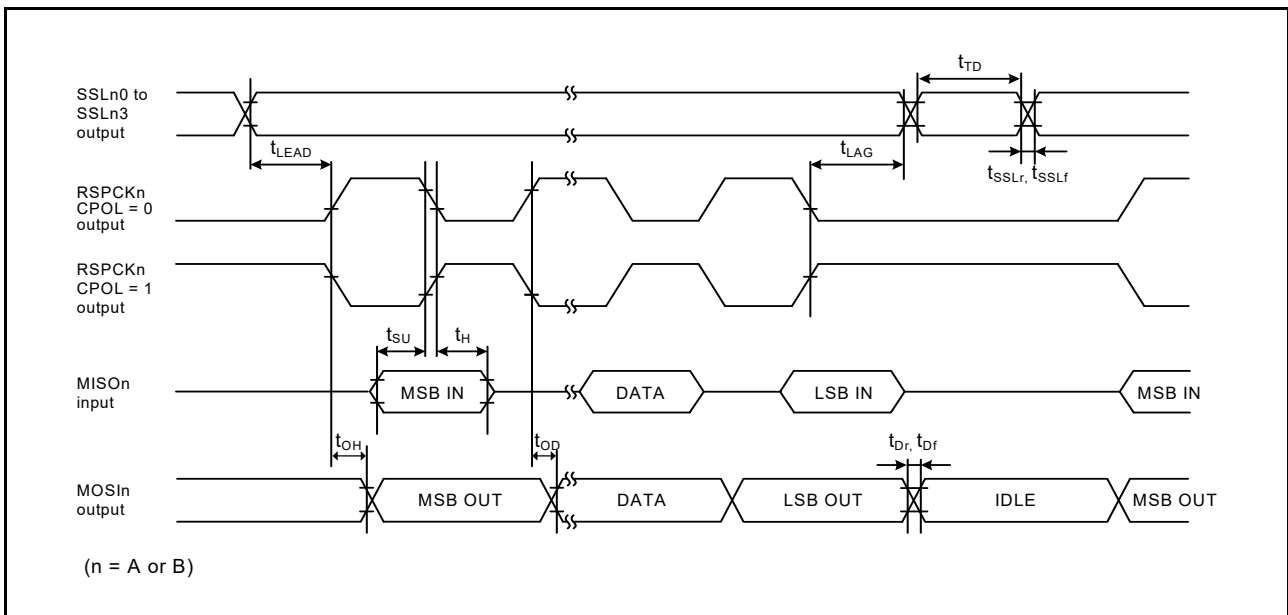 tTD
SSLn0 to
SSLn3
output
tLEAD
tLAG
tSSLr, tSSLf
RSPCKn
CPOL = 0
output
RSPCKn
CPOL = 1
output
tSU
tH
MISOn
input
MSB IN
DATA
LSB IN
MSB IN
tOH
tOD
tDr, tDf
MOSIn
output
MSB OUT
DATA
LSB OUT
IDLE
MSB OUT
(n = A or B)